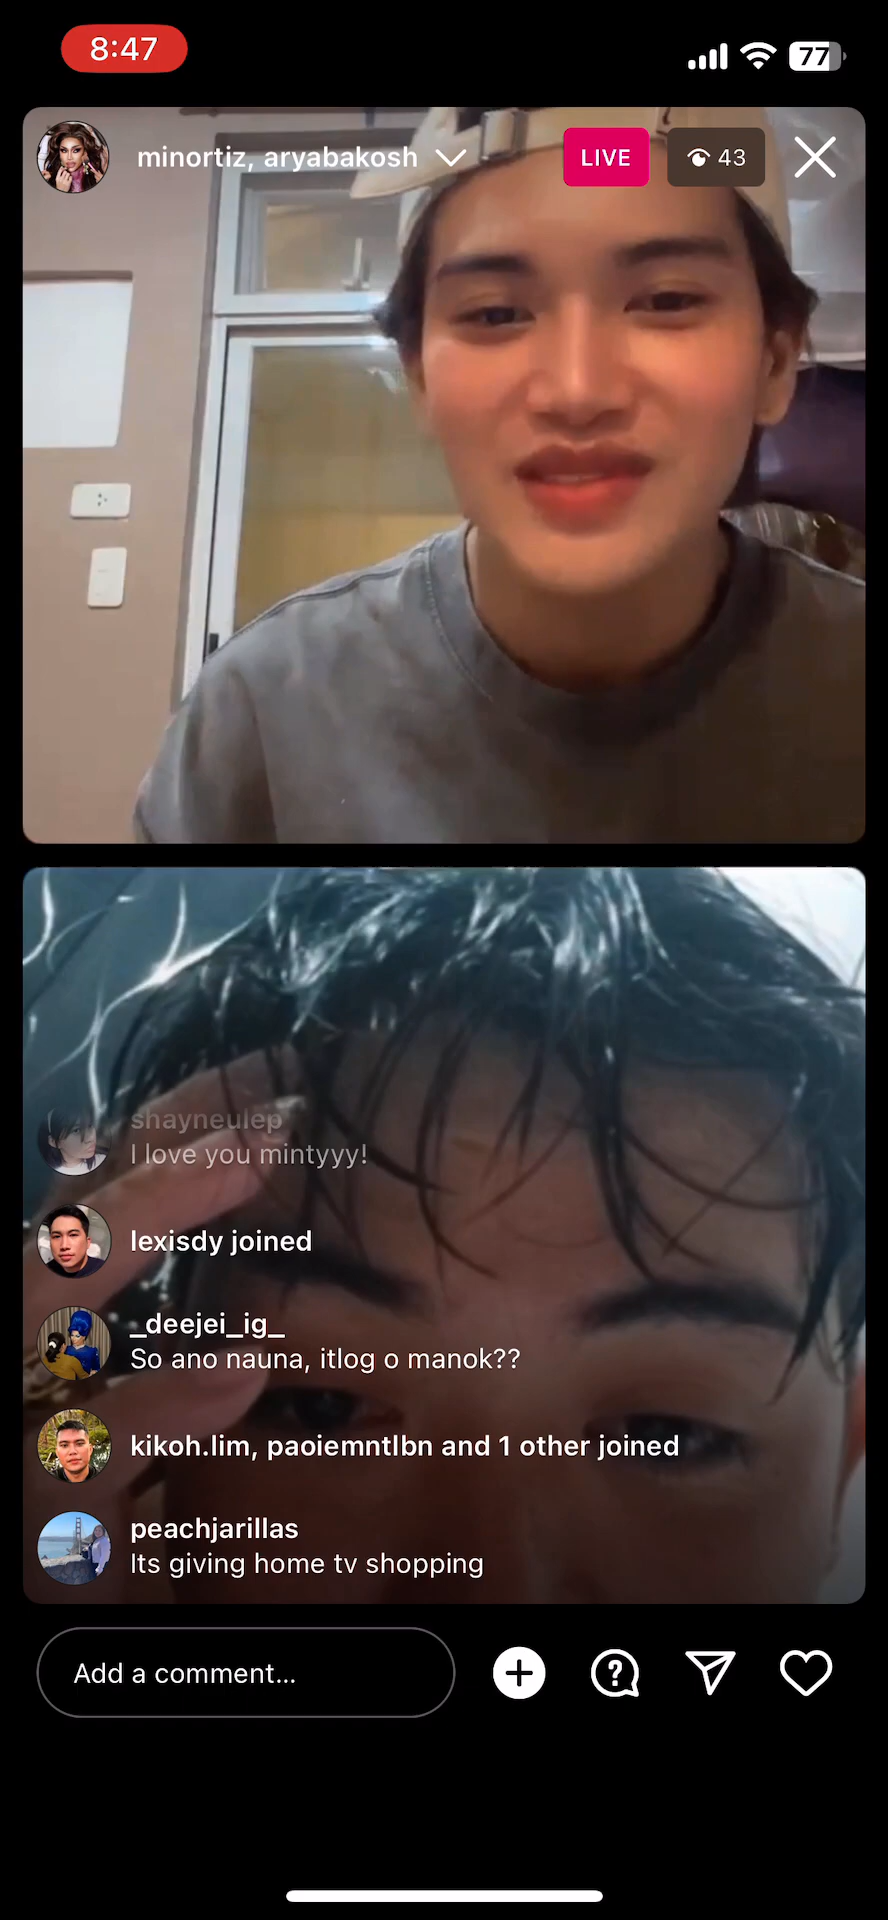 8:47
77
minortiz, aryabakosh
LIVE
43
shayneulep
I love you mintyyy!
lexisdy joined
_deejei_ig_
So ano nauna, itlog o manok??
kikoh.lim, paoiemntlbn and 1 other joined
peachjarillas
Its giving home tv shopping
Add a comment...